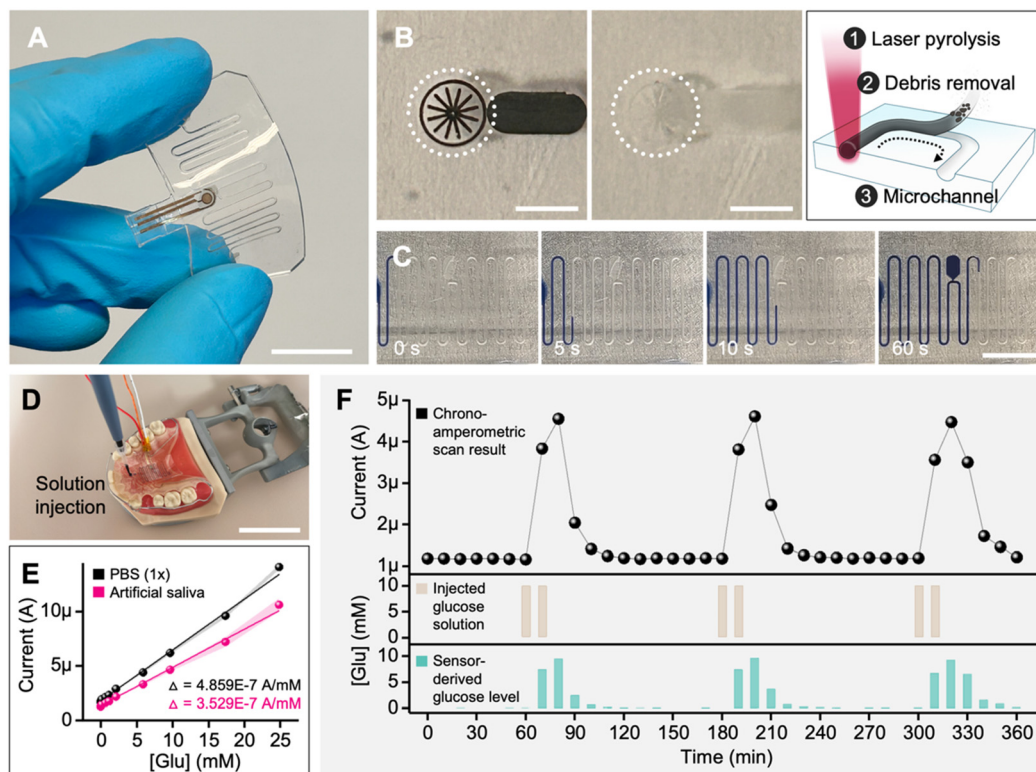 A
B
1 Laser pyrolysis
2 Debris removal
3 Microchannel
C
0 s
5 s
10 s
60 s
D
Solution
injection
E
PBS (1x)
Artificial saliva
10μ
5μ
0
Current (A)
Δ = 4.859E-7 A/mM
Δ = 3.529E-7 A/mM
0 5 10 15 20 25
[Glu] (mM)
F
5μ
4μ
3μ
2μ
1μ
Current (A)
Chrono-
amperometric
scan result
10
5
0
Injected
glucose
solution
10
5
0
[Glu] (mM)
Sensor-
derived
glucose level
0 30 60 90 120 150 180 210 240 270 300 330 360
Time (min)